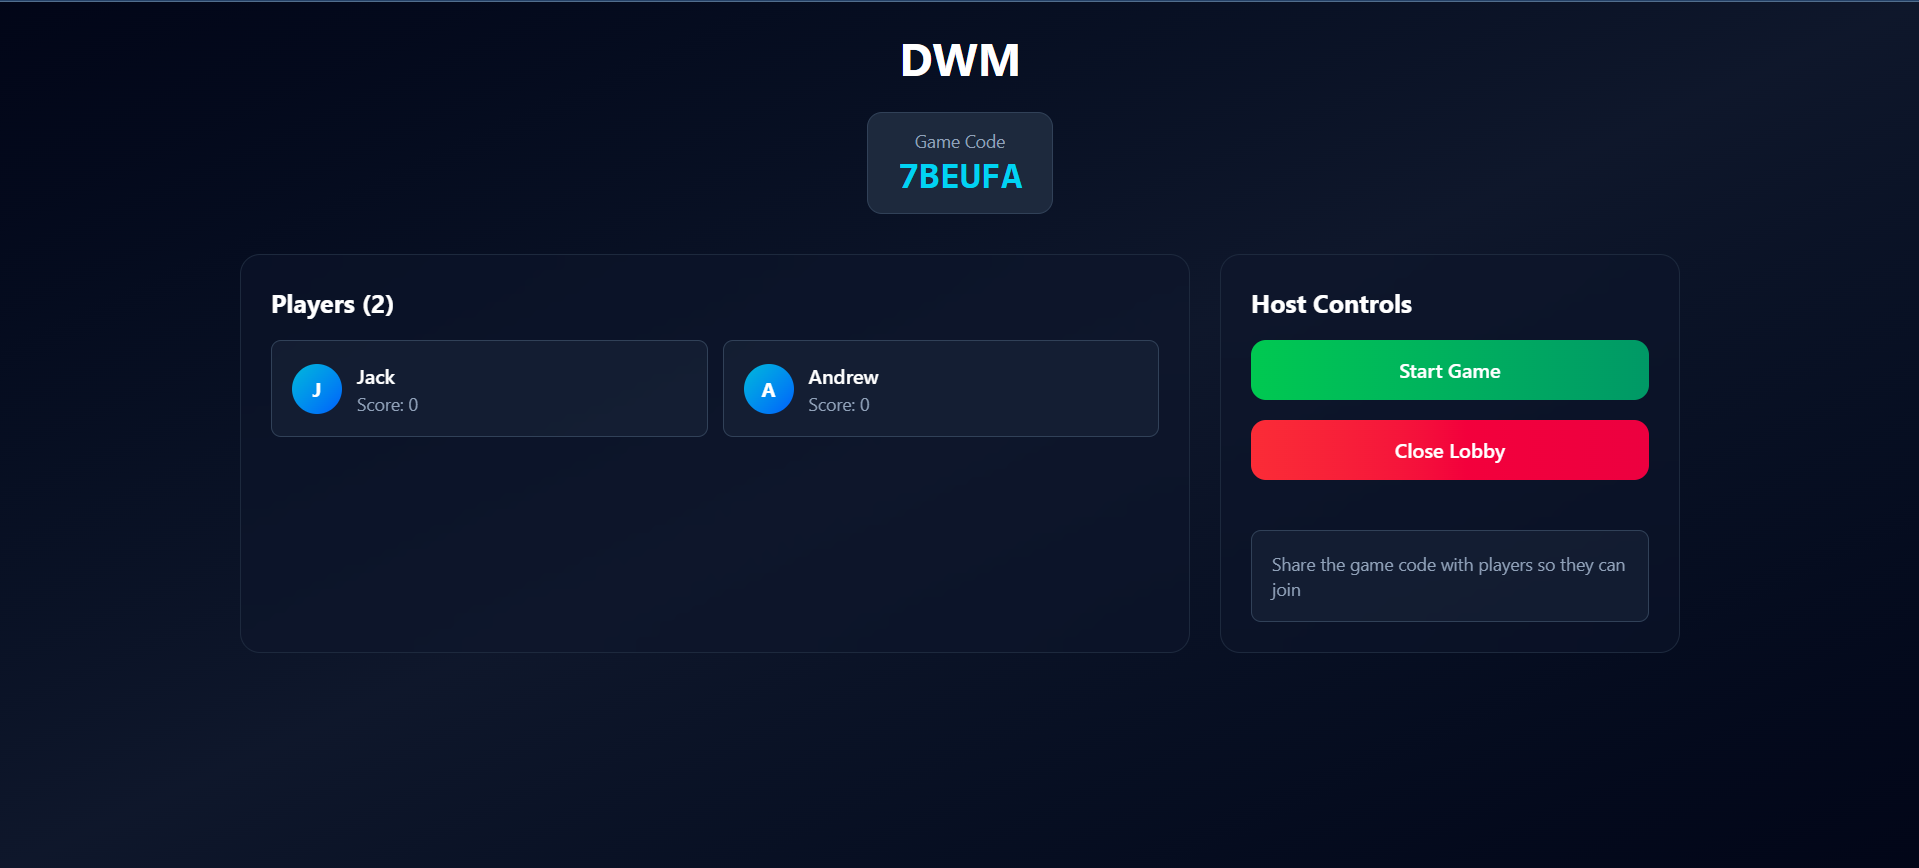 DWM
Game Code
7BEUFA
Players (2)
J
Jack
Score: 0
A
Andrew
Score: 0
Host Controls
Start Game
Close Lobby
Share the game code with players so they can
join